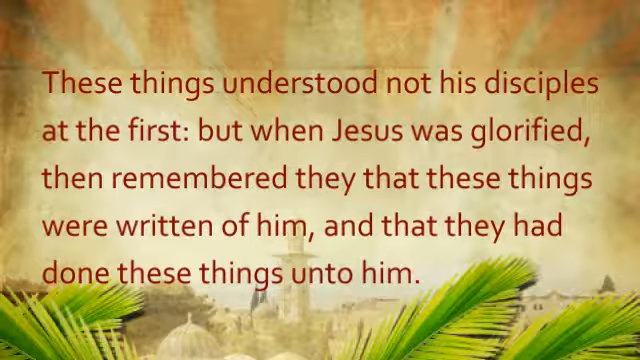 These things understood not his disciples
at the first: but when Jesus was glorified,
then remembered they that these things
were written of him, and that they had
done these things unto him.